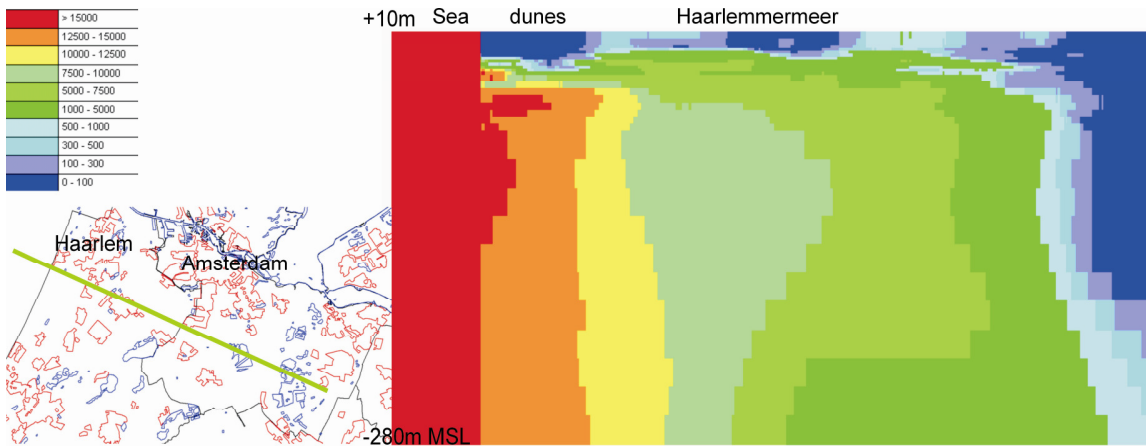 > 15000
12500 - 15000
10000 - 12500
7500 - 10000
5000 - 7500
1000 - 5000
500 - 1000
300 - 500
100 - 300
0 - 100
+10m Sea dunes Haarlemmermeer
Haarlem
Amsterdam
-280m MSL